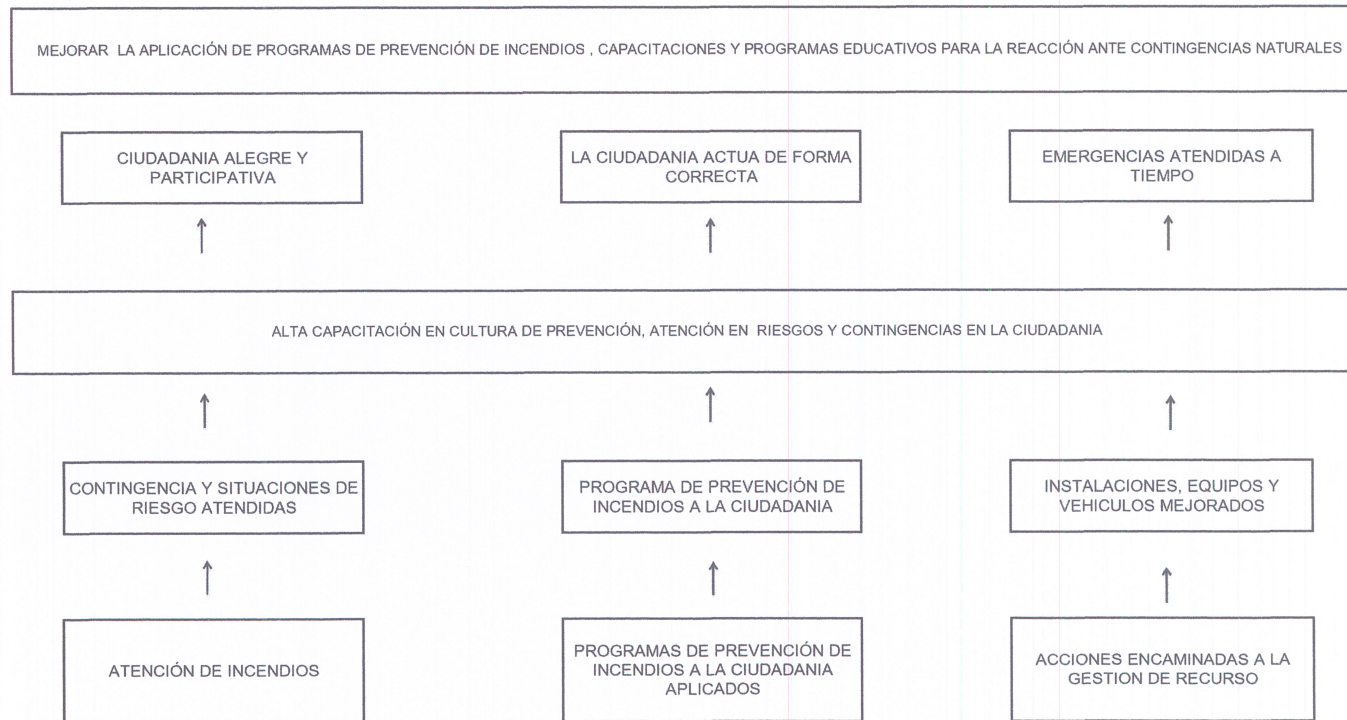 MEJORAR LA APLICACIÓN DE PROGRAMAS DE PREVENCIÓN DE INCENDIOS , CAPACITACIONES Y PROGRAMAS EDUCATIVOS PARA LA REACCIÓN ANTE CONTINGENCIAS NATURALES
CIUDADANIA ALEGRE Y
PARTICIPATIVA
LA CIUDADANIA ACTUA DE FORMA
CORRECTA
EMERGENCIAS ATENDIDAS A
TIEMPO
ALTA CAPACITACIÓN EN CULTURA DE PREVENCIÓN, ATENCIÓN EN RIESGOS Y CONTINGENCIAS EN LA CIUDADANIA
CONTINGENCIA Y SITUACIONES DE
RIESGO ATENDIDAS
PROGRAMA DE PREVENCIÓN DE
INCENDIOS A LA CIUDADANIA
INSTALACIONES, EQUIPOS Y
VEHICULOS MEJORADOS
ATENCIÓN DE INCENDIOS
PROGRAMAS DE PREVENCIÓN DE
INCENDIOS A LA CIUDADANIA
APLICADOS
ACCIONES ENCAMINADAS A LA
GESTION DE RECURSO